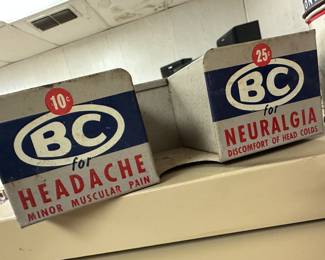 10¢
BC
for
HEADACHE
MINOR MUSCULAR PAIN
25¢
BC
for
NEURALGIA
DISCOMFORT OF HEAD COLDS